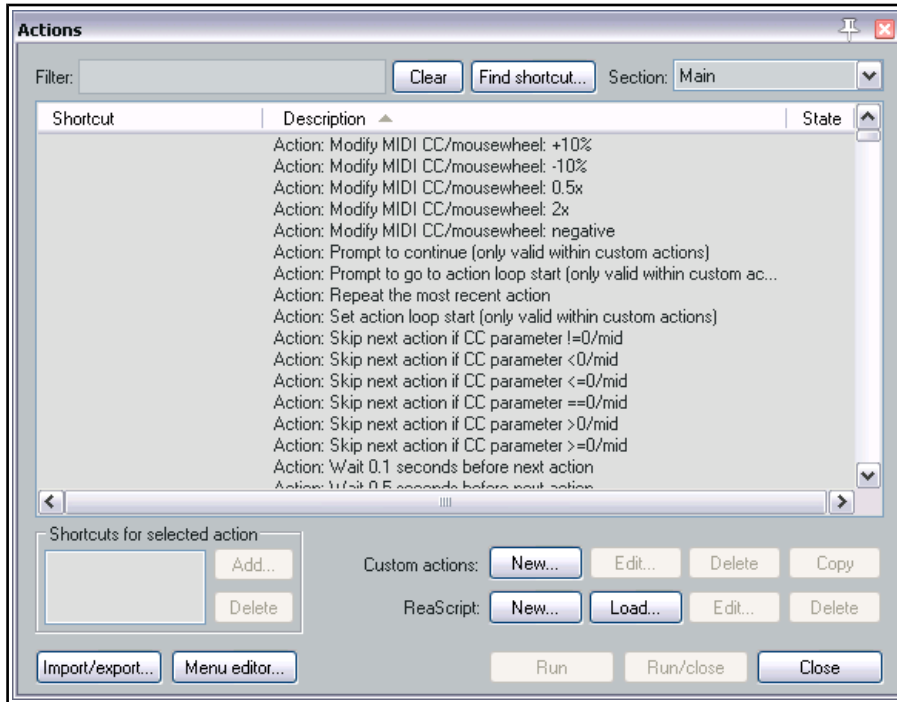 Actions
Filter: Clear Find shortcut... Section: Main
Shortcut Description State
Action: Modify MIDI CC/mousewheel: +10%
Action: Modify MIDI CC/mousewheel: -10%
Action: Modify MIDI CC/mousewheel: 0.5x
Action: Modify MIDI CC/mousewheel: 2x
Action: Modify MIDI CC/mousewheel: negative
Action: Prompt to continue (only valid within custom actions)
Action: Prompt to go to action loop start (only valid within custom ac...
Action: Repeat the most recent action
Action: Set action loop start (only valid within custom actions)
Action: Skip next action if CC parameter !=0/mid
Action: Skip next action if CC parameter <0/mid
Action: Skip next action if CC parameter <=0/mid
Action: Skip next action if CC parameter ==0/mid
Action: Skip next action if CC parameter >0/mid
Action: Skip next action if CC parameter >=0/mid
Action: Wait 0.1 seconds before next action
Action: Wait 0.5 seconds before next action
Shortcuts for selected action
Add... Custom actions: New... Edit... Delete Copy
Delete ReaScript: New... Load... Edit... Delete
Import/export... Menu editor... Run Run/close Close